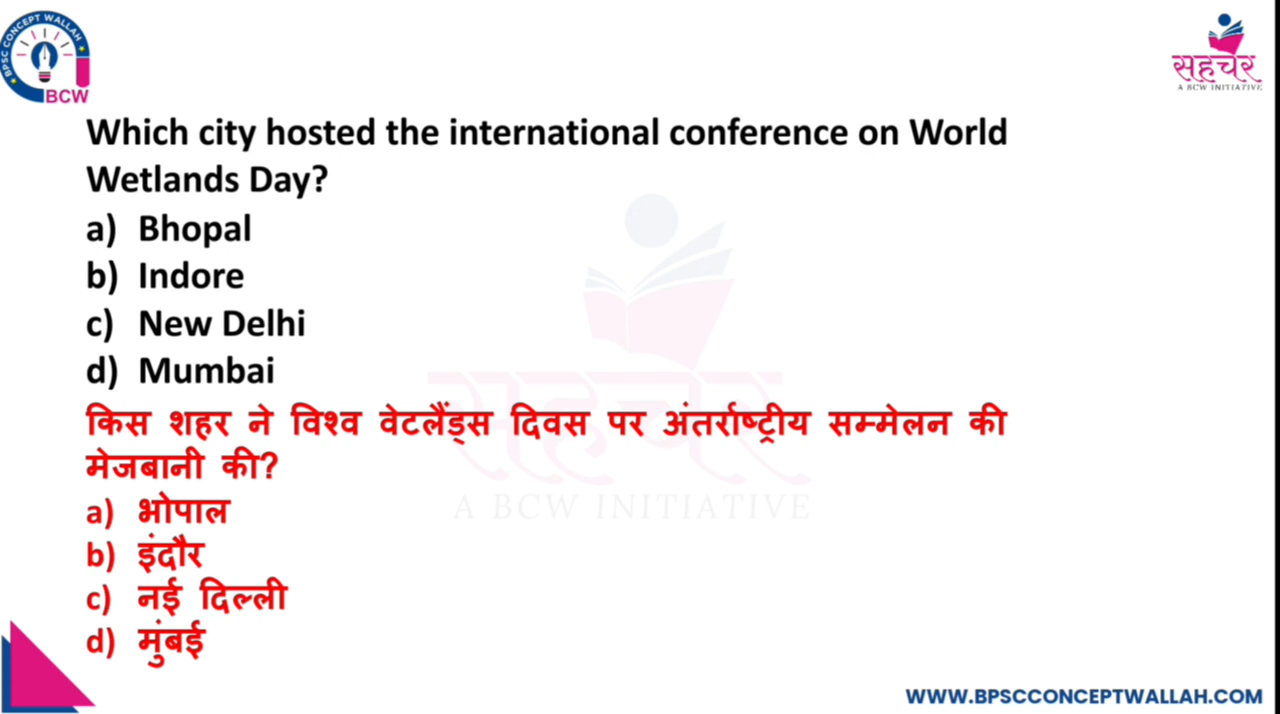 BPSC CONCEPT WALLAH
BCW
सहचर
A BCW INITIATIVE
Which city hosted the international conference on World
Wetlands Day?
a) Bhopal
b) Indore
c) New Delhi
d) Mumbai
किस शहर ने विश्व वेटलैंड्स दिवस पर अंतर्राष्ट्रीय सम्मेलन की
मेजबानी की?
a) भोपाल
b) इंदौर
c) नई दिल्ली
d) मुंबई
सहचर
A BCW INITIATIVE
WWW.BPSCCONCEPTWALLAH.COM